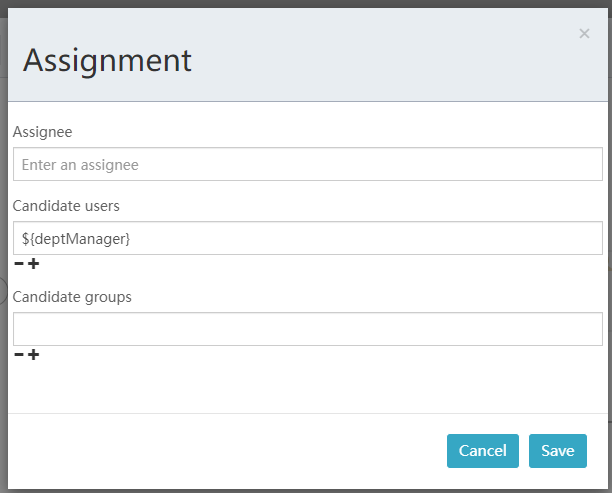 ×
Assignment
Assignee
Enter an assignee
Candidate users
${deptManager}
Candidate groups
Cancel Save